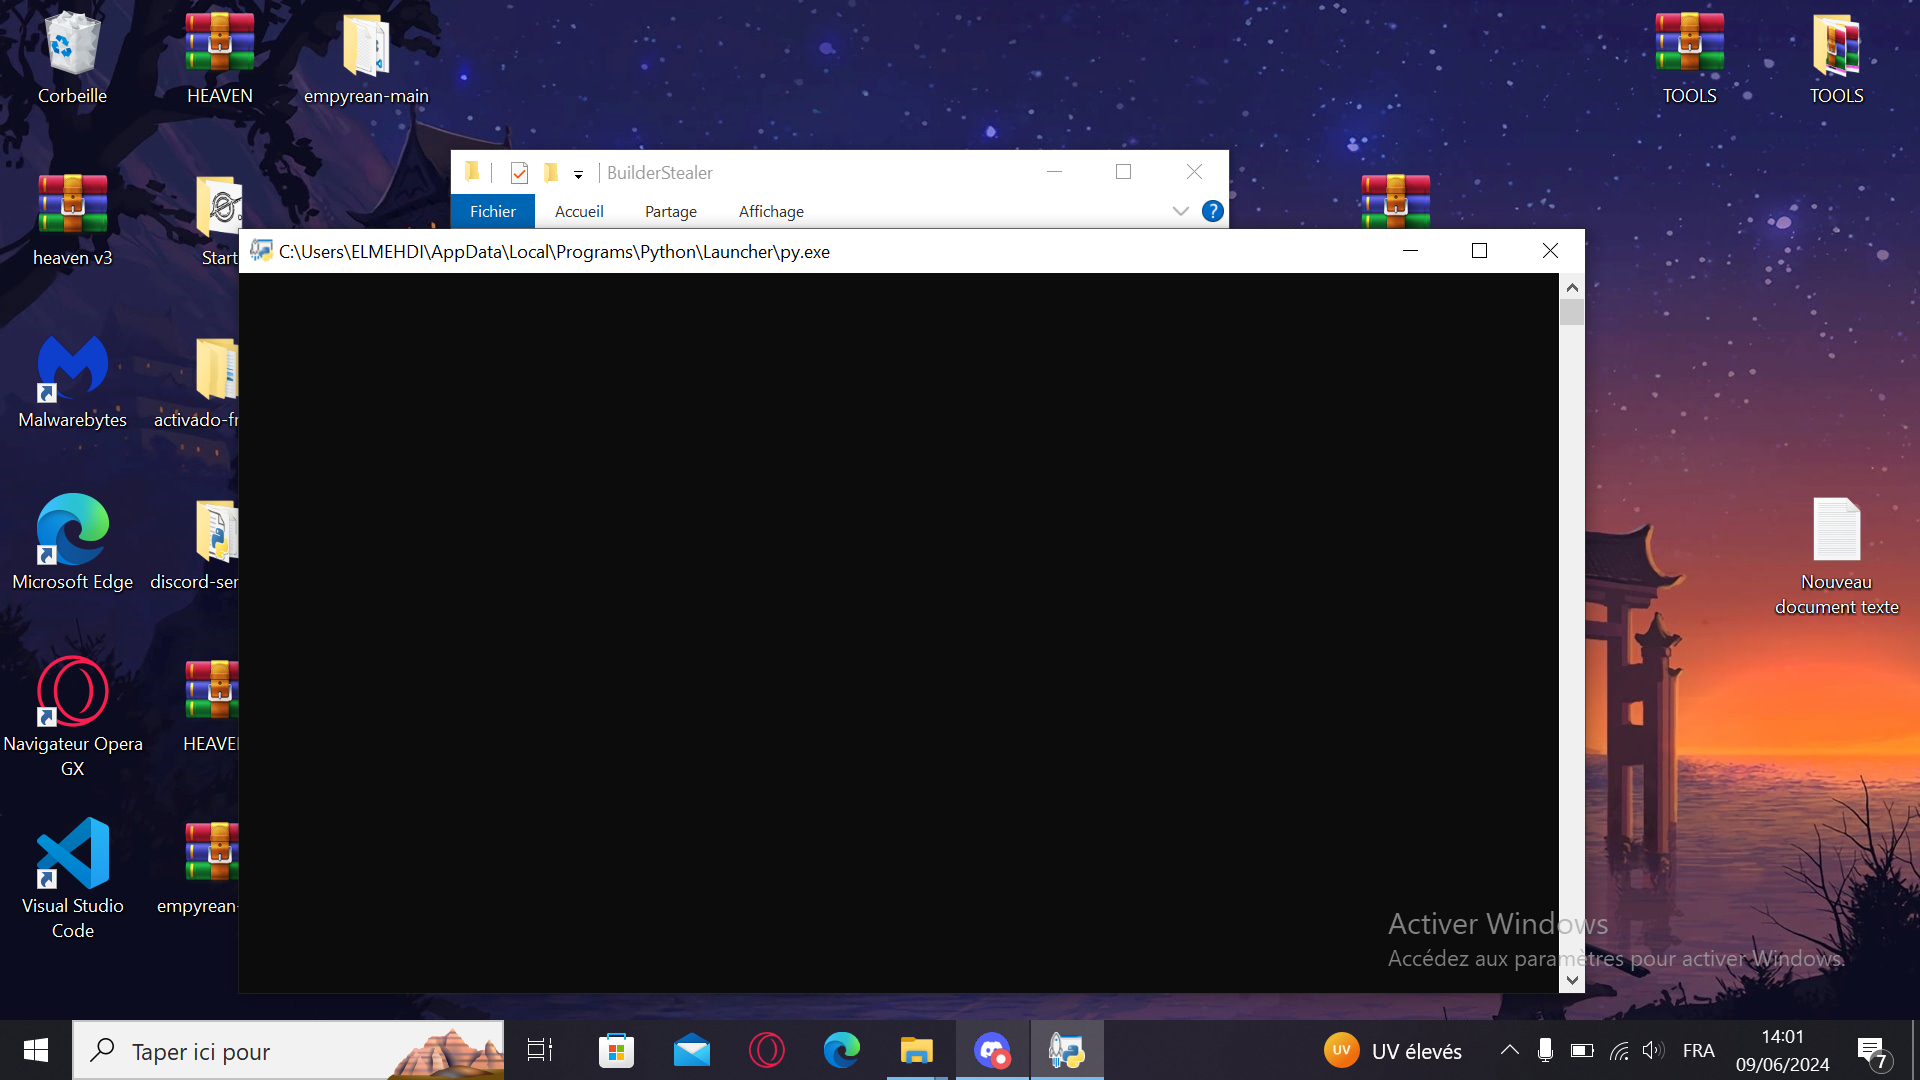 Corbeille
HEAVEN
empyrean-main
TOOLS
TOOLS
BuilderStealer
Fichier
Accueil
Partage
Affichage
?
heaven v3
Start
C:\Users\ELMEHDI\AppData\Local\Programs\Python\Launcher\py.exe
Malwarebytes
activado-fr
Microsoft Edge
discord-ser
Nouveau
document texte
Navigateur Opera
GX
HEAVE
Visual Studio
Code
empyrean-
Activer Windows
Accédez aux paramètres pour activer Windows.
Taper ici pour
UV
UV élevés
FRA
14:01
09/06/2024
7